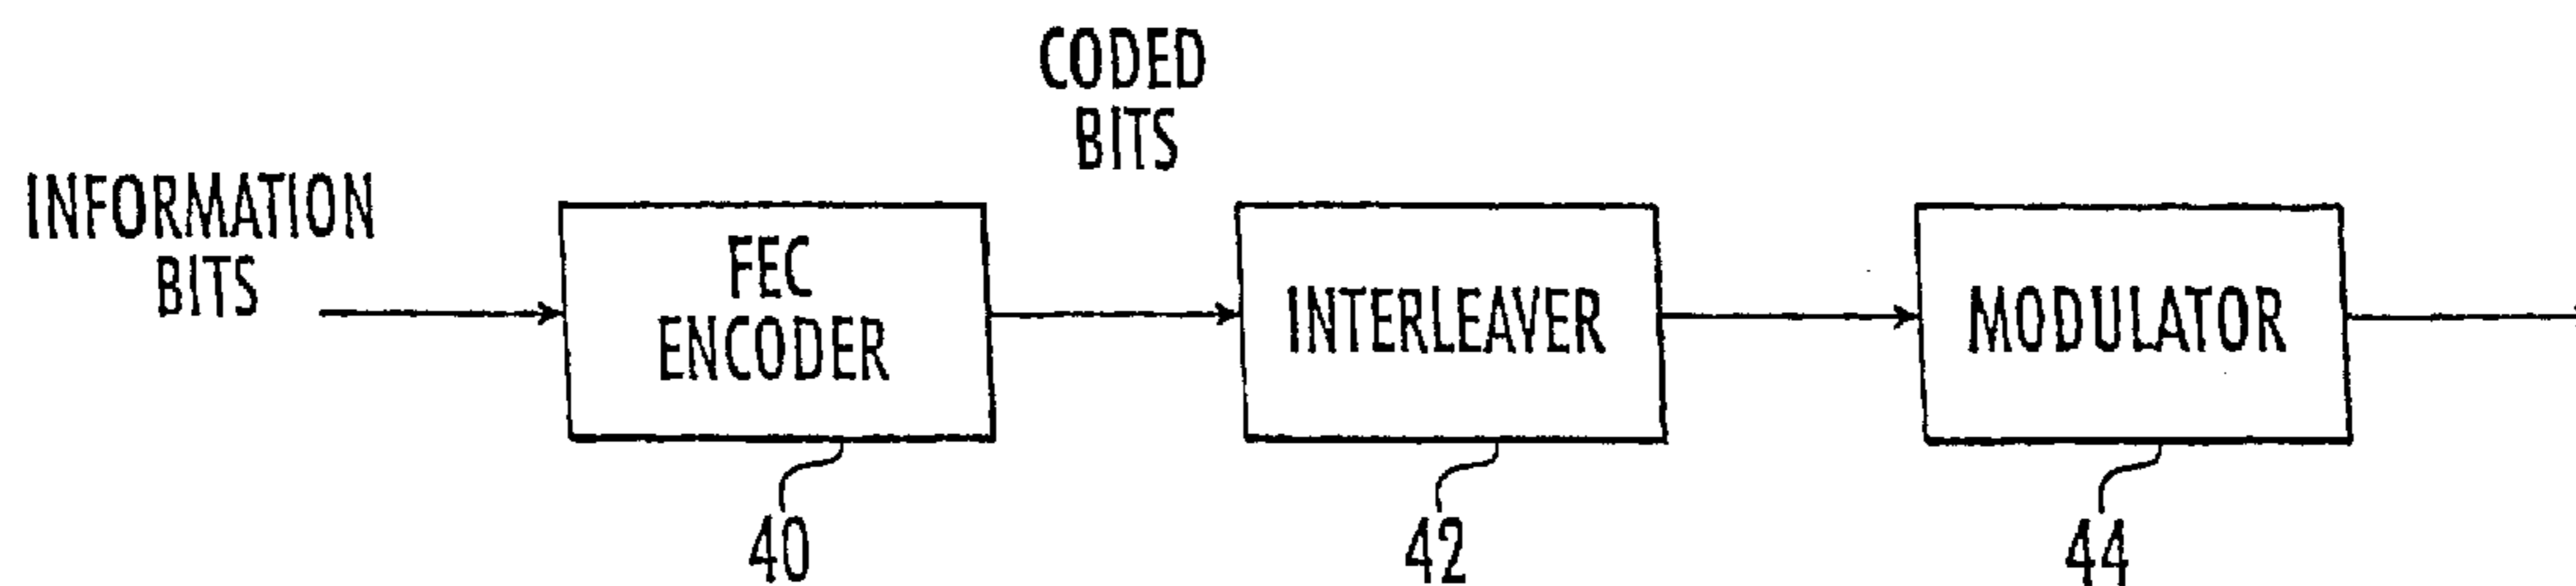 INFORMATION
BITS
FEC
ENCODER
40
CODED
BITS
INTERLEAVER
42
MODULATOR
44